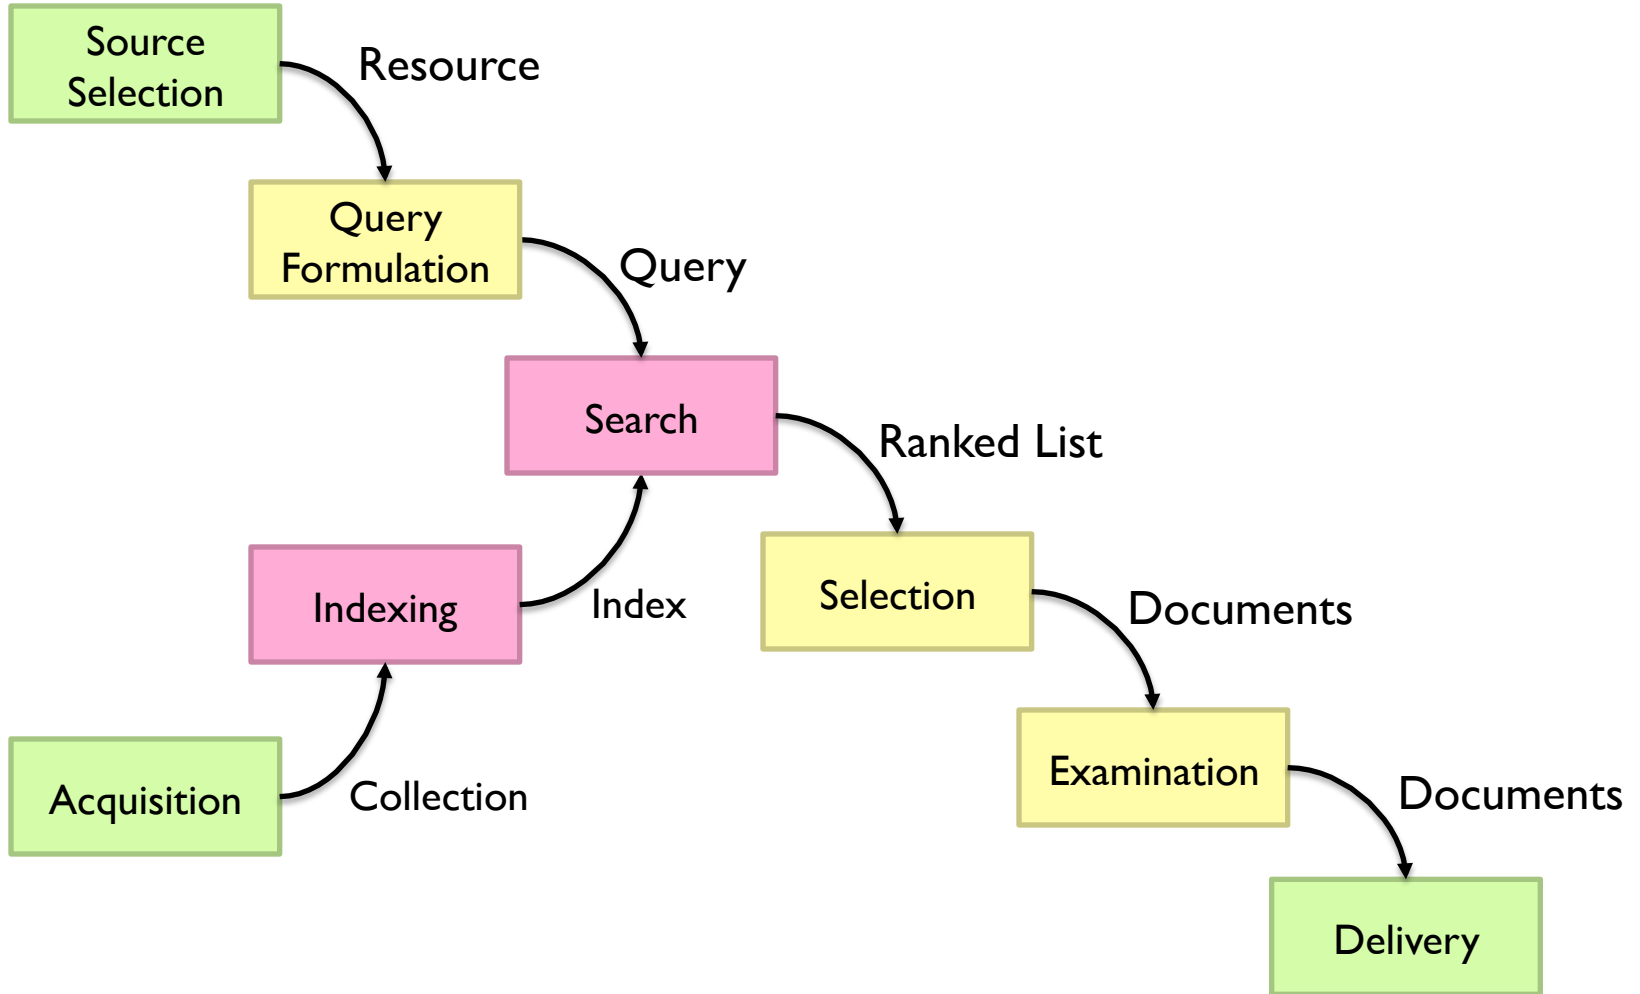 Source
Selection
Resource
Query
Formulation
Query
Search
Ranked List
Indexing
Index
Selection
Documents
Acquisition
Collection
Examination
Documents
Delivery